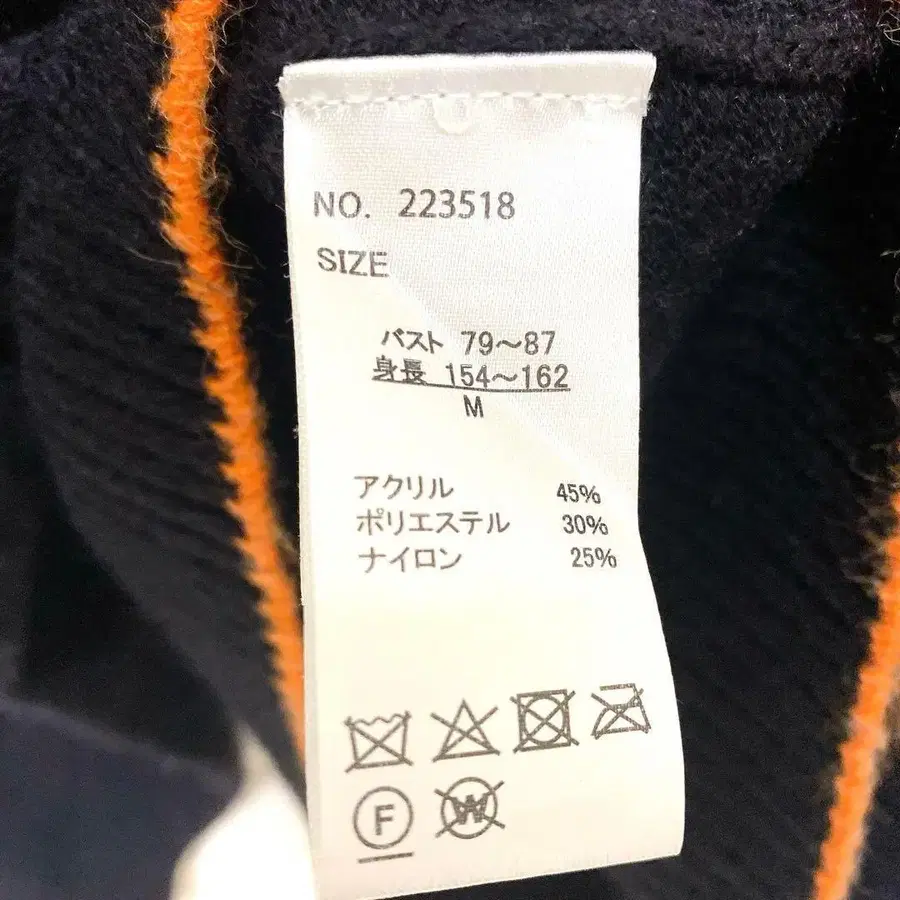 NO. 223518
SIZE
バスト 79～87
身長 154～162
M
アクリル 45%
ポリエステル 30%
ナイロン 25%
F W